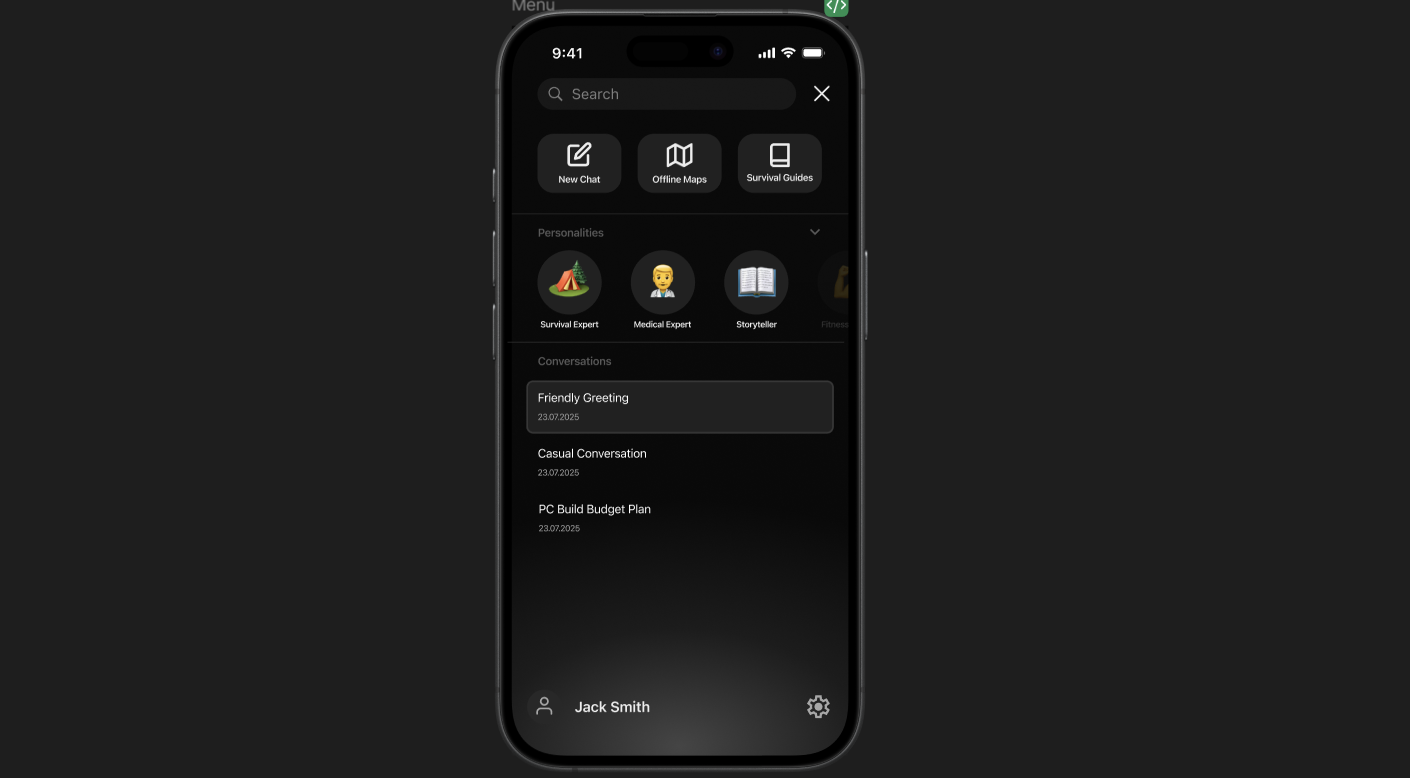 Menu
</>
9:41
Search
New Chat
Offline Maps
Survival Guides
Personalities
Survival Expert
Medical Expert
Storyteller
Fitness
Conversations
Friendly Greeting
23.07.2025
Casual Conversation
23.07.2025
PC Build Budget Plan
23.07.2025
Jack Smith